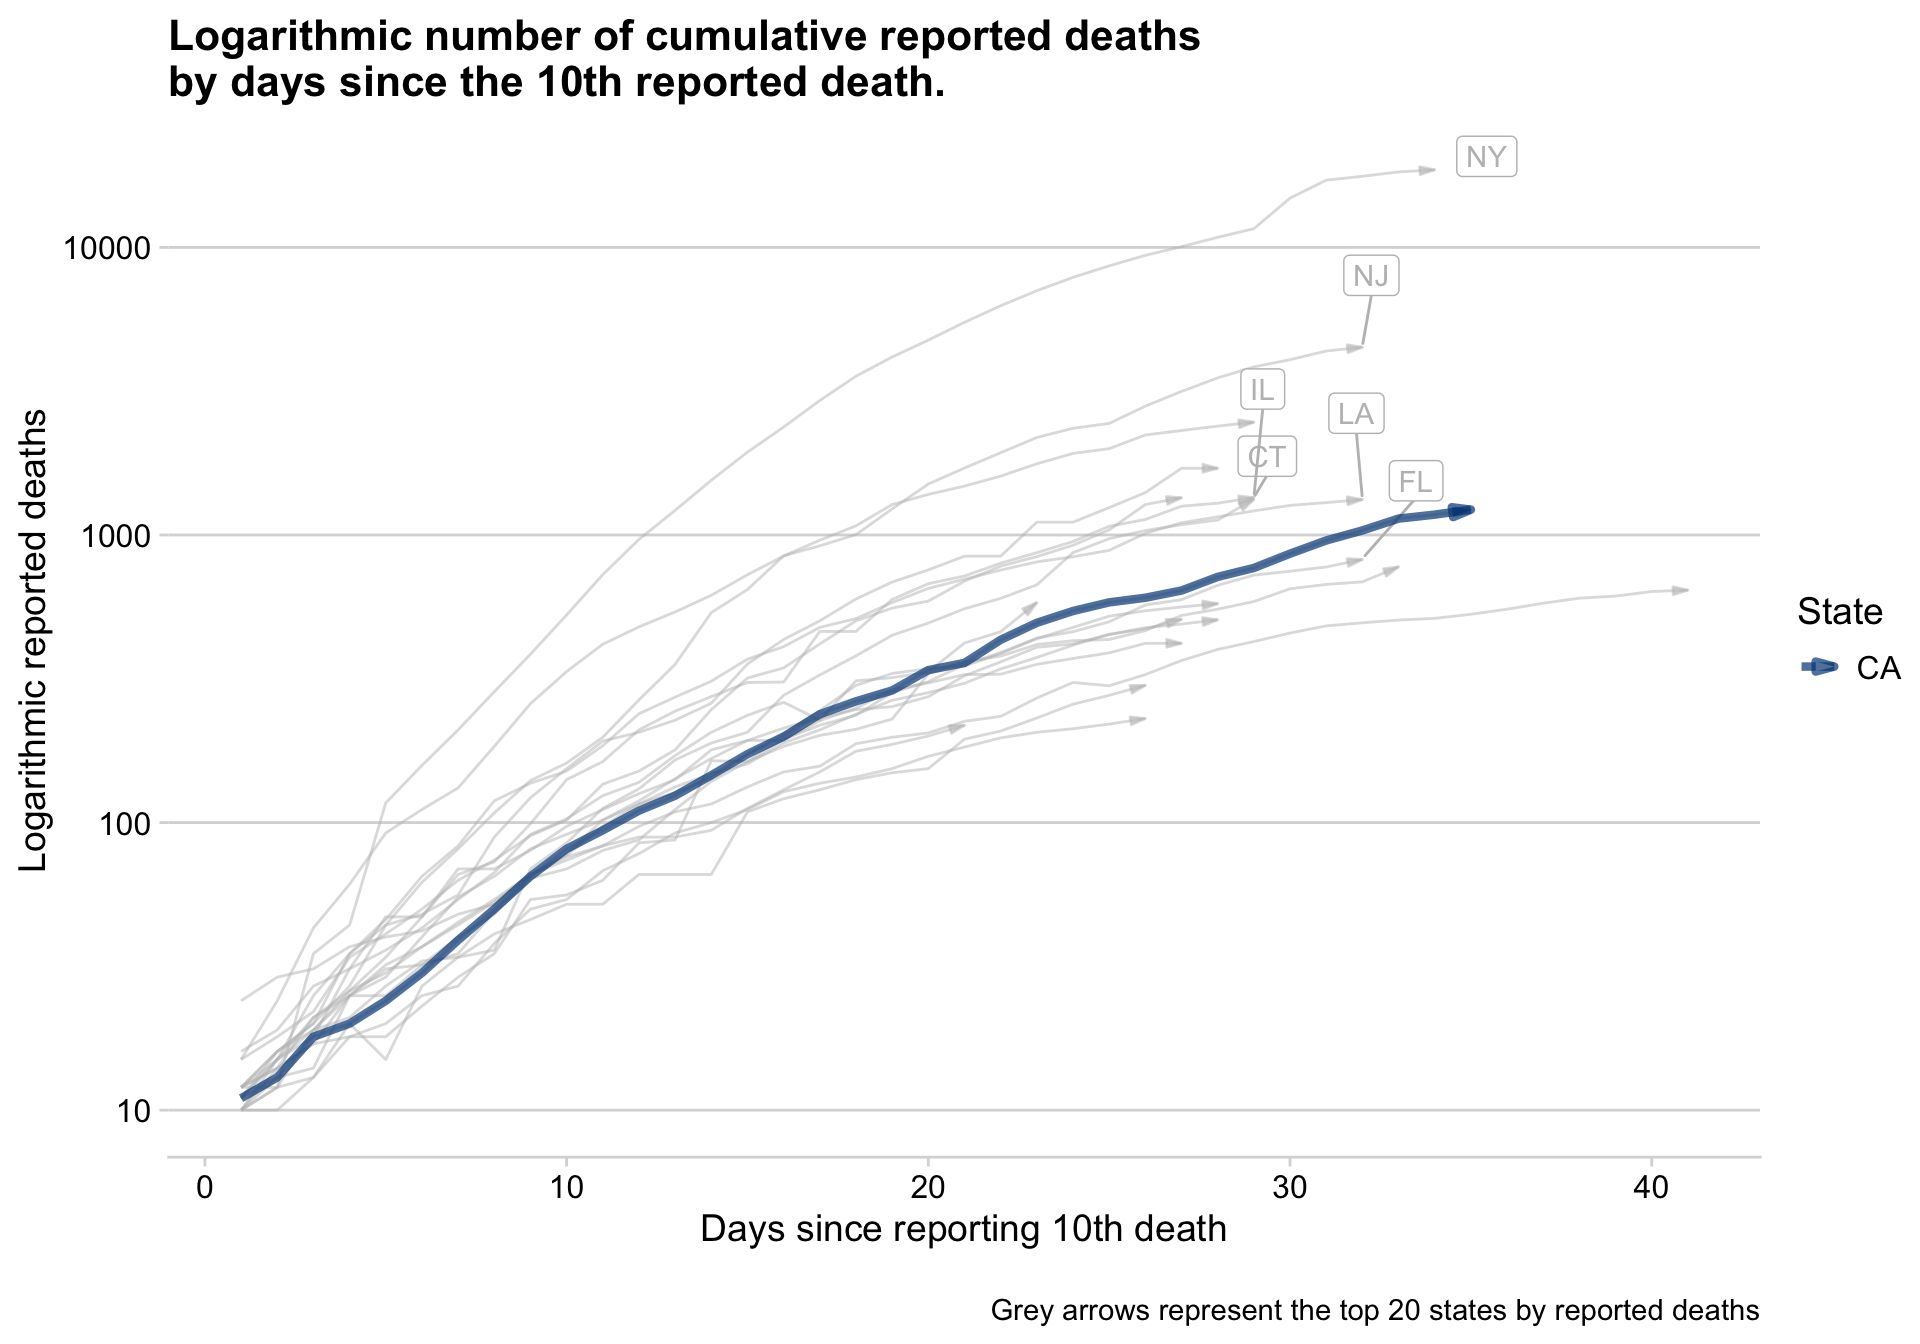 Logarithmic number of cumulative reported deaths
by days since the 10th reported death.
NY
10000
NJ
IL
LA
CT
FL
1000
100
10
Logarithmic reported deaths
State
CA
0 10 20 30 40
Days since reporting 10th death
Grey arrows represent the top 20 states by reported deaths